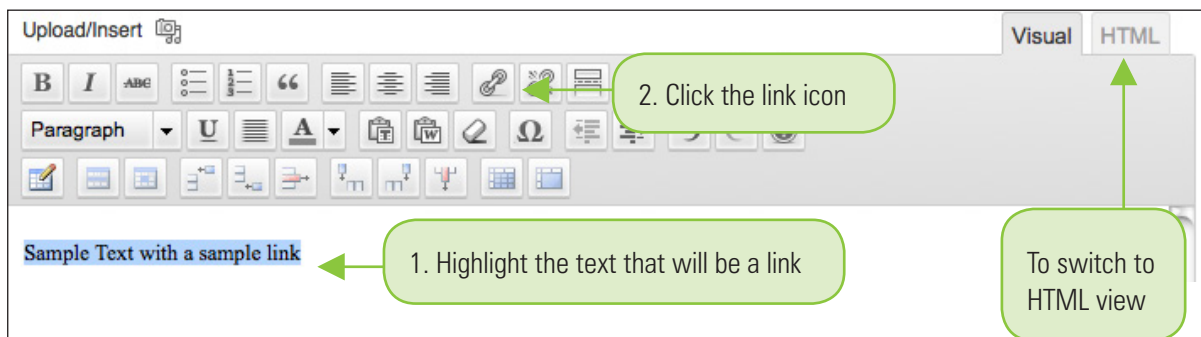 Upload/Insert
Visual HTML
B I ABC
2. Click the link icon
Paragraph U A T W Ω
Sample Text with a sample link
1. Highlight the text that will be a link
To switch to
HTML view